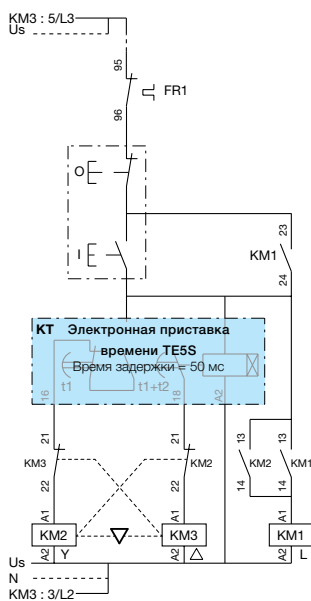 KM3 : 5/L3
Us
95
FR1
96
O
23
I
KM1
24
KT Электронная приставка
времени TE5S
Время задержки = 50 мс
t1
t1+t2
16
18
A2
21
21
13
13
KM3
KM2
KM2
KM1
22
22
14
14
A1
A1
A1
KM2
KM3
KM1
A2
Y
A2
A2
L
Us
N
KM3 : 3/L2